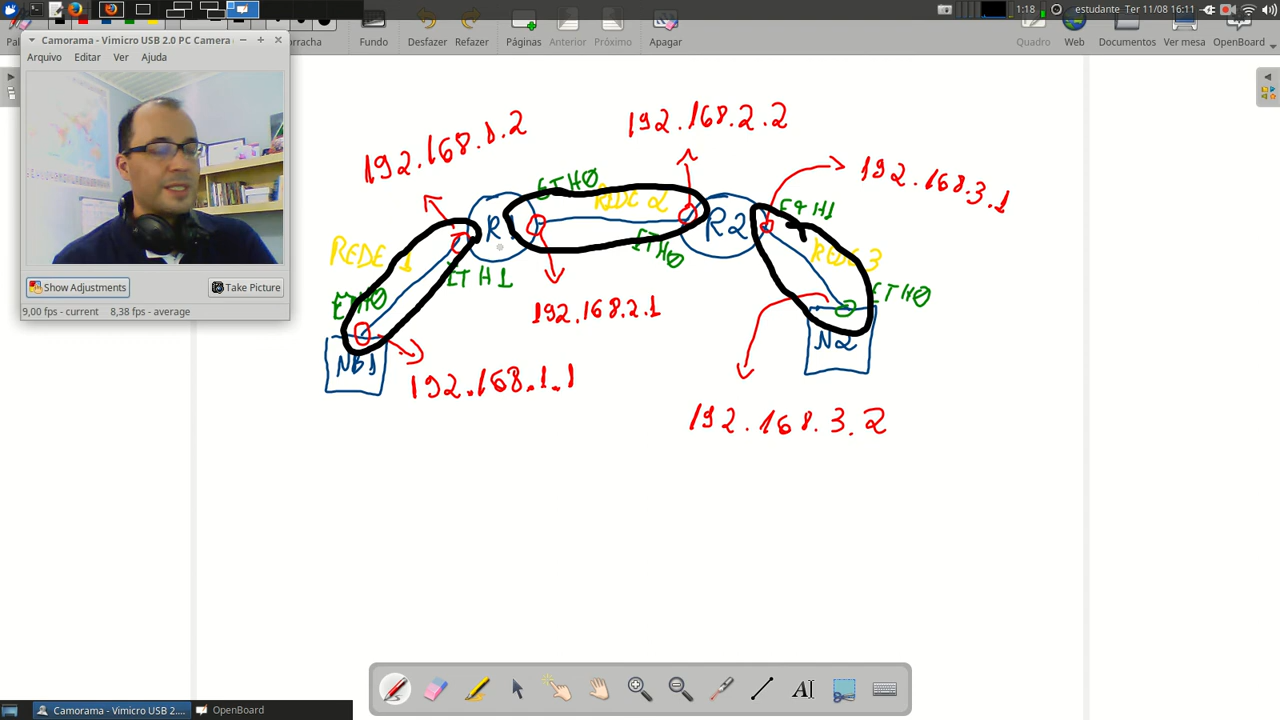 1:18
estudante Ter 11/08 16:11
Camorama - Vimicro USB 2.0 PC Camera
Arquivo Editar Ver Ajuda
Show Adjustments Take Picture
9,00 fps - current 8,38 fps - average
Fundo Desfazer Refazer Páginas Anterior Próximo Apagar
Quadro Web Documentos Ver mesa OpenBoard
192.168.1.2
192.168.2.2
192.168.3.1
ETH0
REDE 2
ETH1
R1
R2
ETH0
REDE 1
REDE 3
ETH1
ETH0
ETH0
192.168.2.1
NB1
N2
192.168.1.1
192.168.3.2
AI
Camorama - Vimicro USB 2.... OpenBoard